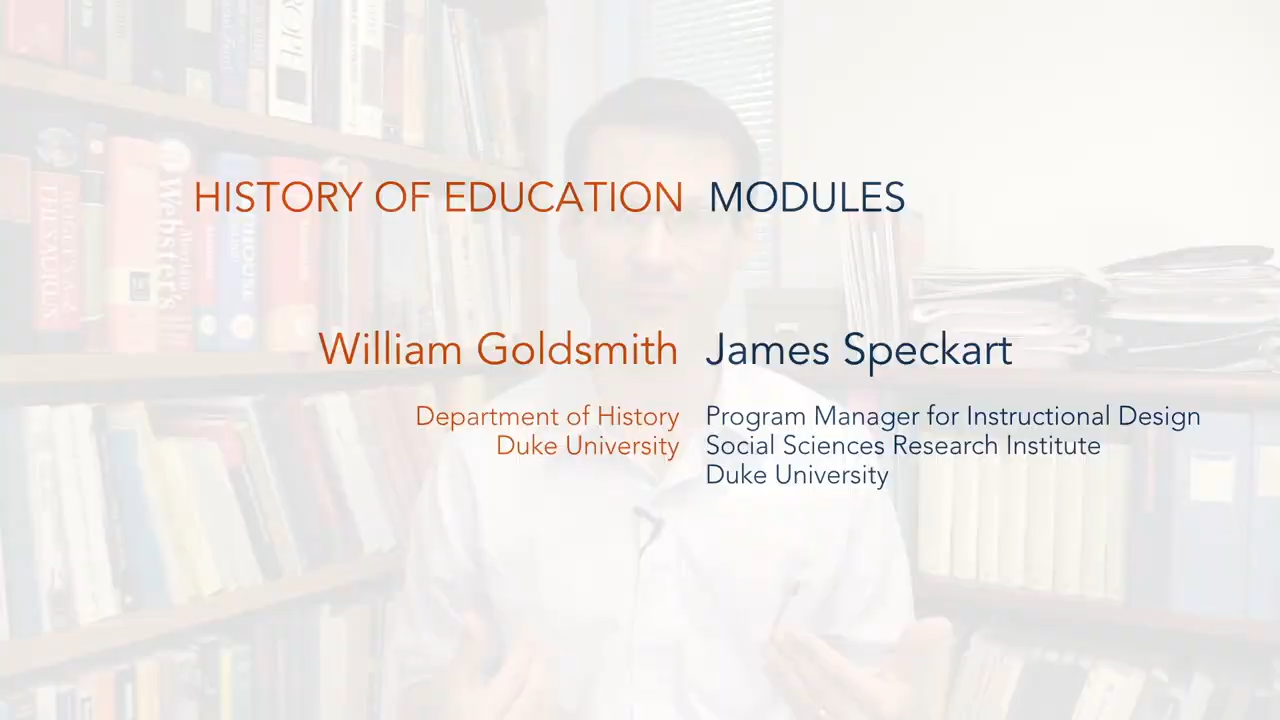 HISTORY OF EDUCATION MODULES
William Goldsmith James Speckart
Department of History Program Manager for Instructional Design
Duke University Social Sciences Research Institute
Duke University
Webster's